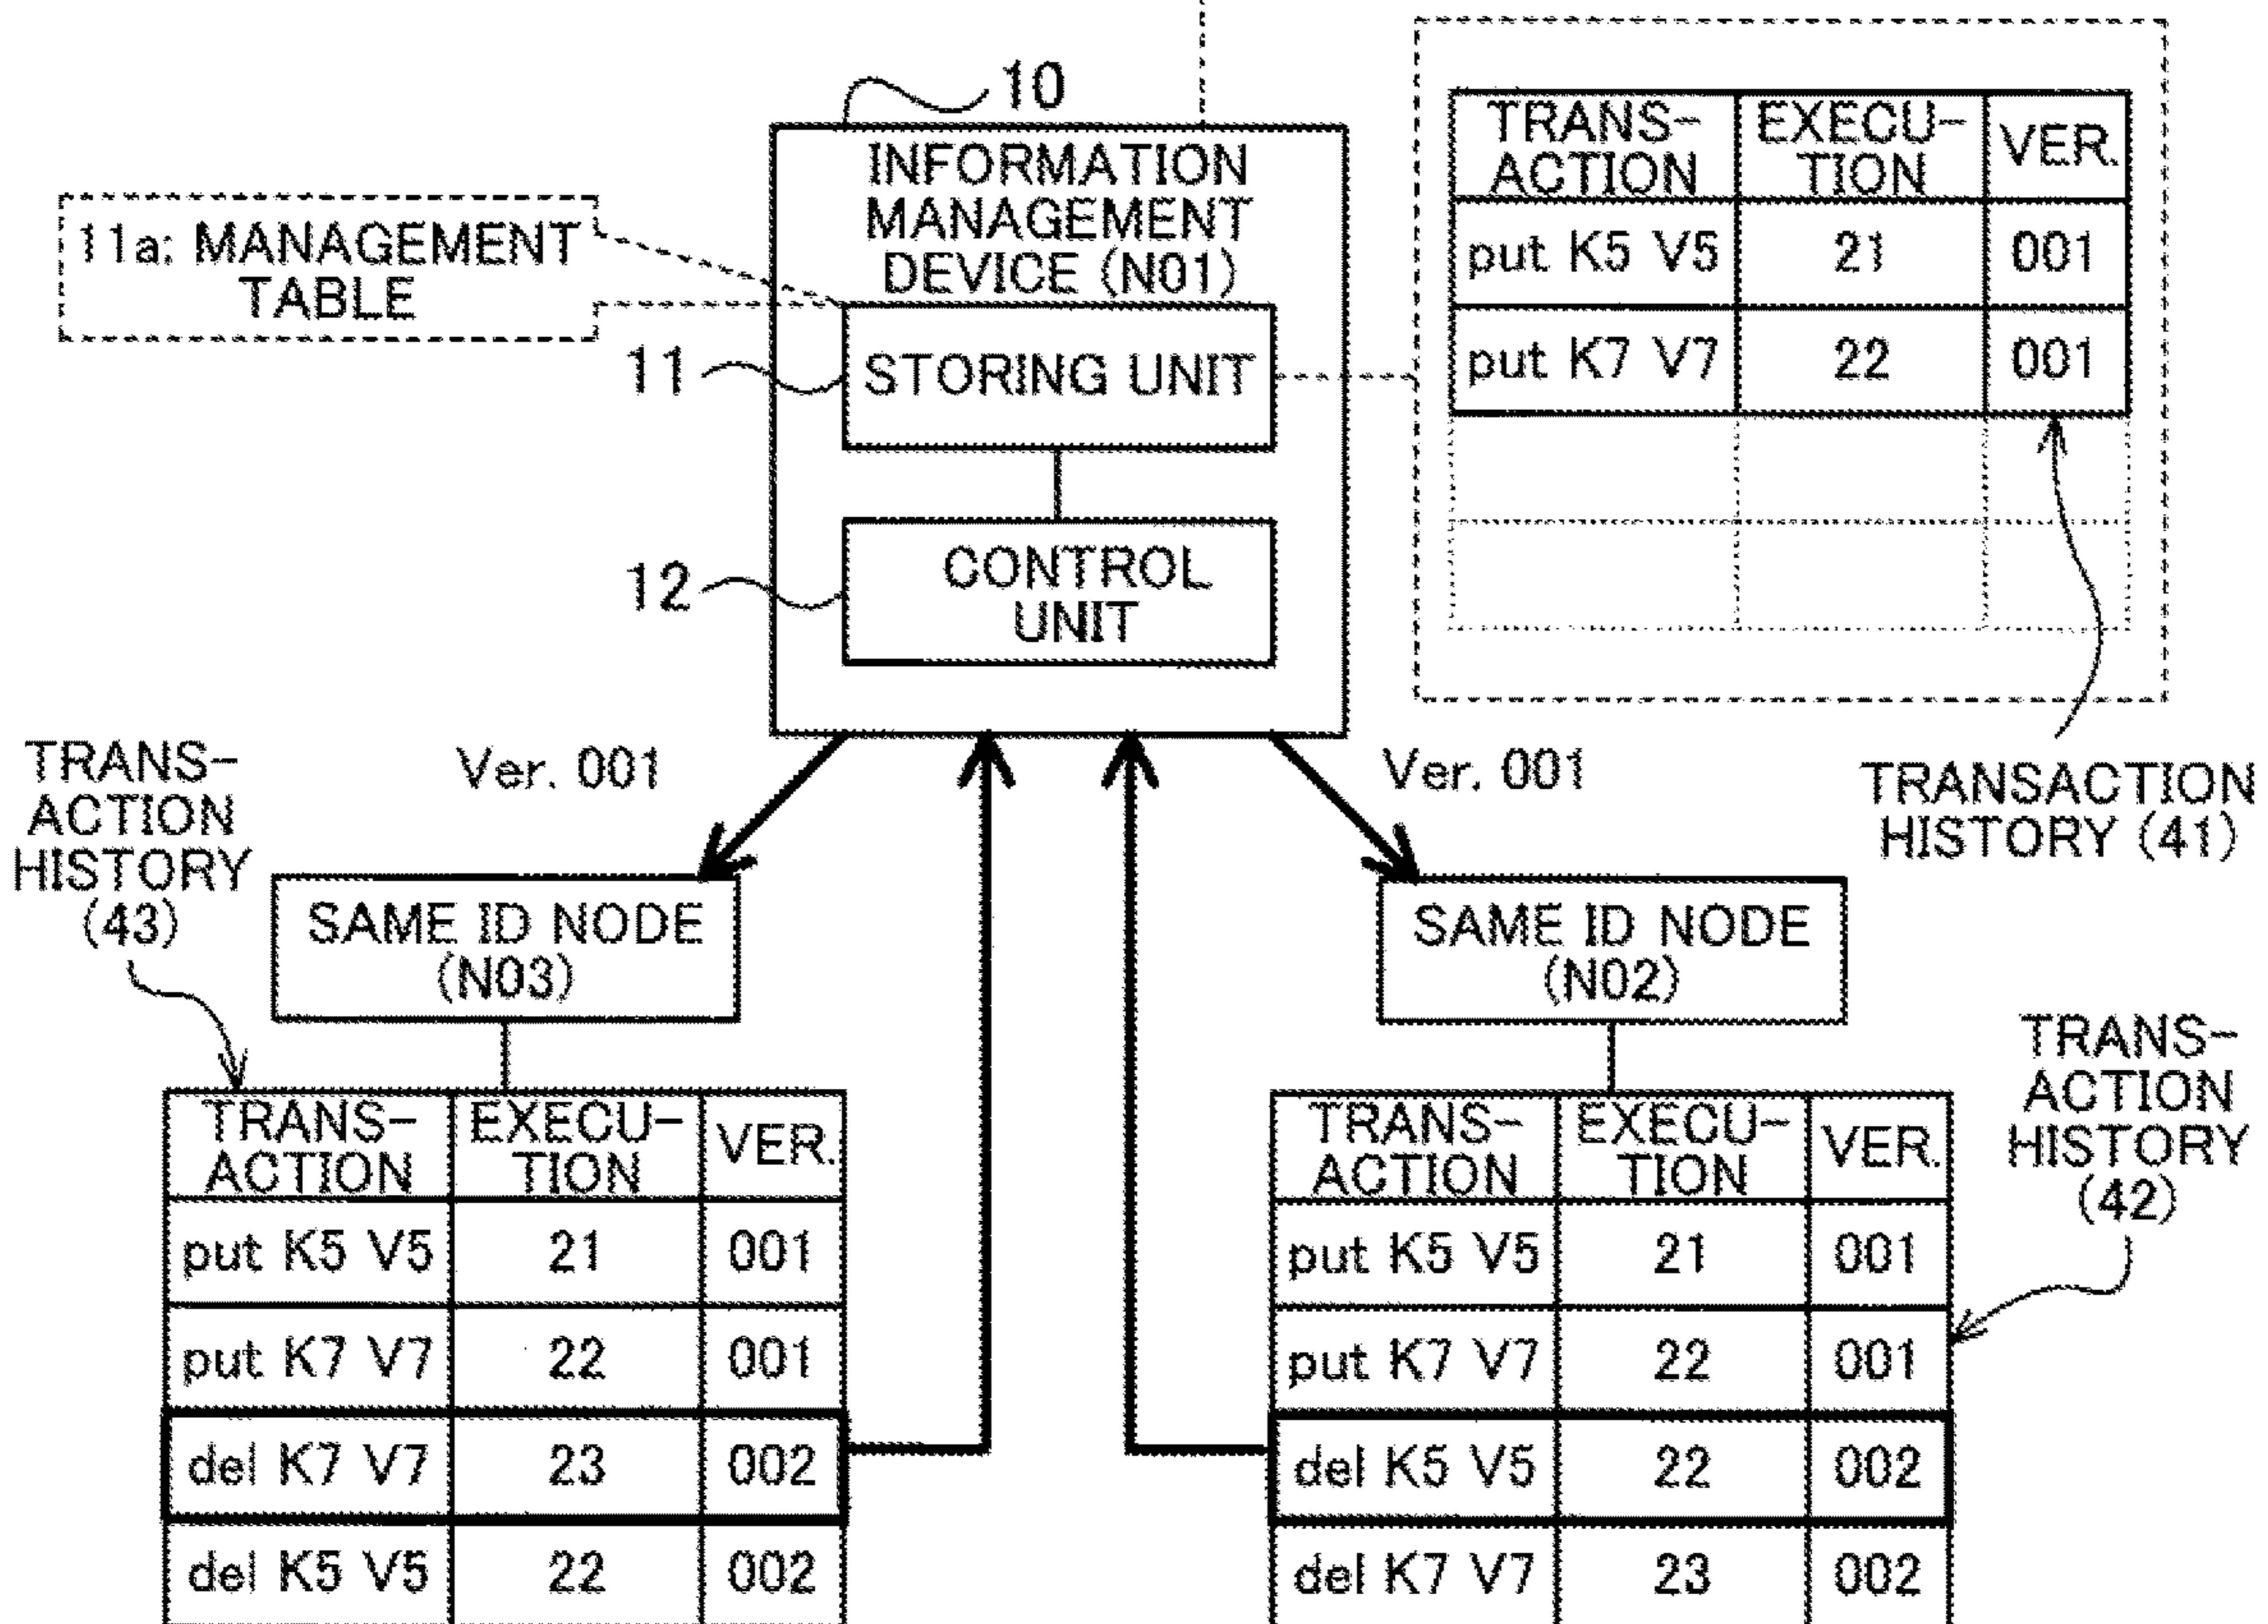 10
INFORMATION
MANAGEMENT
DEVICE (N01)
11a: MANAGEMENT
TABLE
11
STORING UNIT
12
CONTROL
UNIT
TRANS-
ACTION
EXECU-
TION
VER.
put K5 V5 21 001
put K7 V7 22 001
TRANSACTION
HISTORY (41)
Ver. 001
Ver. 001
TRANS-
ACTION
HISTORY
(43)
SAME ID NODE
(N03)
SAME ID NODE
(N02)
TRANS-
ACTION
HISTORY
(42)
TRANS-
ACTION
EXECU-
TION
VER.
put K5 V5 21 001
put K7 V7 22 001
del K7 V7 23 002
del K5 V5 22 002
TRANS-
ACTION
EXECU-
TION
VER.
put K5 V5 21 001
put K7 V7 22 001
del K5 V5 22 002
del K7 V7 23 002